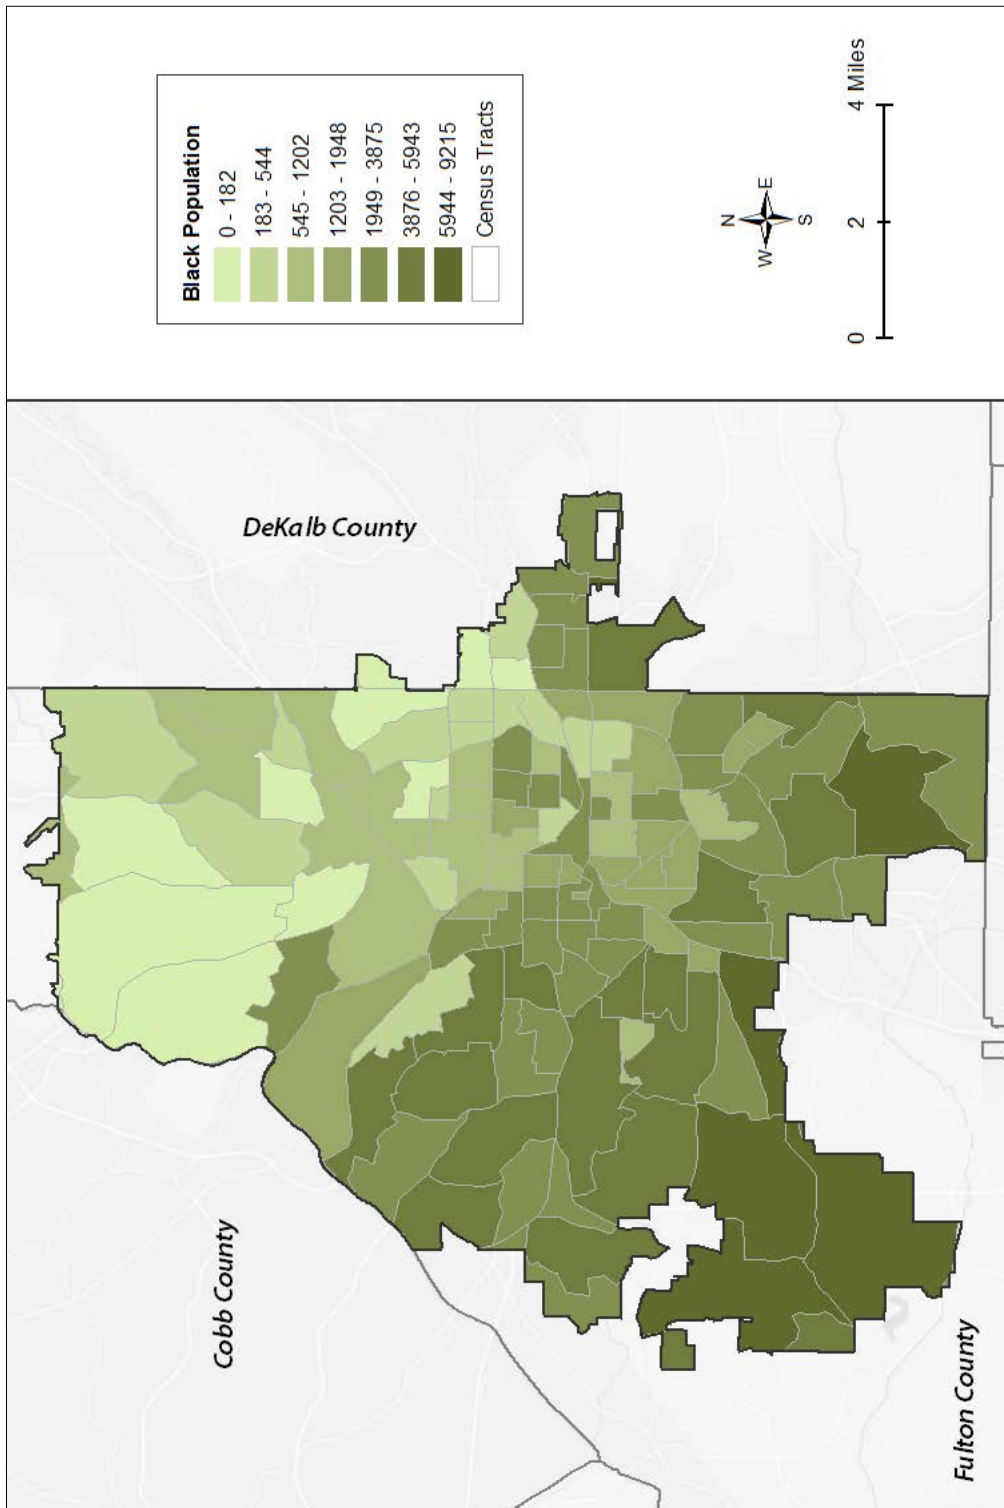 Black Population
0 - 182
183 - 544
545 - 1202
1203 - 1948
1949 - 3875
3876 - 5943
5944 - 9215
Census Tracts
N
W
E
S
0
2
4 Miles
DeKalb County
Cobb County
Fulton County